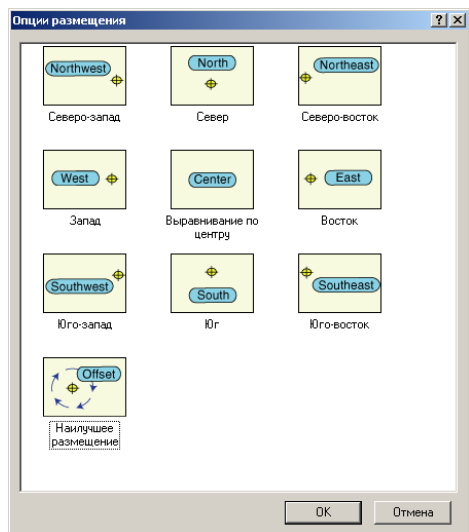 Опции размещения
Northwest
North
Northeast
Северо-запад
Север
Северо-восток
West
Center
East
Запад
Выравнивание по
центру
Восток
Southwest
South
Southeast
Юго-запад
Юг
Юго-восток
Offset
Наилучшее
размещение
OK
Отмена